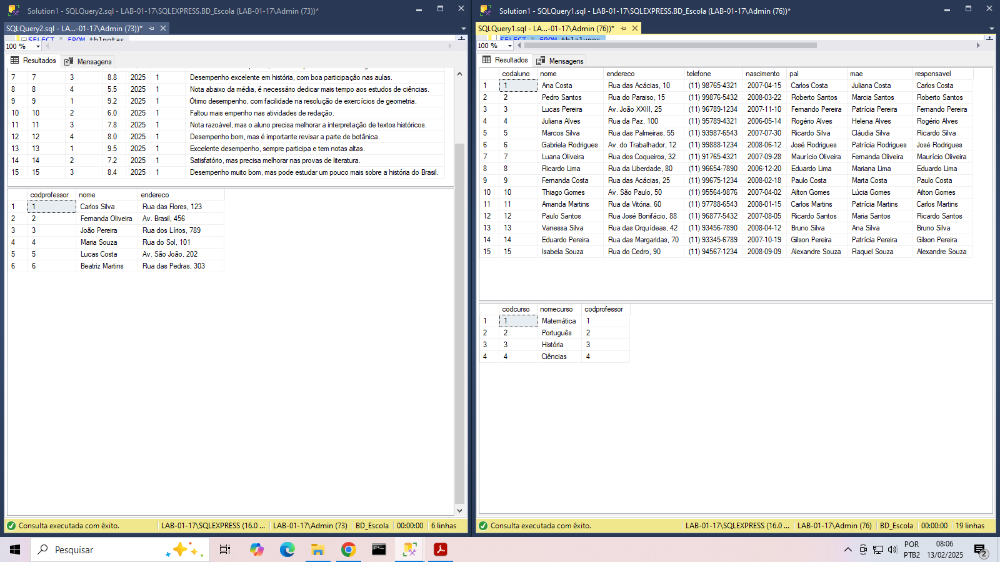 Solution1 - SQLQuery2.sql - LAB-01-17\SQLEXPRESS.BD_Escola (LAB-01-17\Admin (73))*
SQLQuery2.sql - LA...-01-17\Admin (73))*
SELECT * FROM tblnotas
100 %
Resultados Mensagens
7 7 3 8.8 2025 1 Desempenho excelente em história, com boa participação nas aulas.
8 8 4 5.5 2025 1 Nota abaixo da média, é necessário dedicar mais tempo aos estudos de ciências.
9 9 1 9.2 2025 1 Ótimo desempenho, com facilidade na resolução de exercícios de geometria.
10 10 2 6.0 2025 1 Faltou mais empenho nas atividades de redação.
11 11 3 7.8 2025 1 Nota razoável, mas o aluno precisa melhorar a interpretação de textos históricos.
12 12 4 8.0 2025 1 Desempenho bom, mas é importante revisar a parte de botânica.
13 13 1 9.5 2025 1 Excelente desempenho, sempre participa e tem notas altas.
14 14 2 7.2 2025 1 Satisfatório, mas precisa melhorar nas provas de literatura.
15 15 3 8.4 2025 1 Desempenho muito bom, mas pode estudar um pouco mais sobre a história do Brasil.
codprofessor nome endereco
1 1 Carlos Silva Rua das Flores, 123
2 2 Fernanda Oliveira Av. Brasil, 456
3 3 João Pereira Rua dos Lírios, 789
4 4 Maria Souza Rua do Sol, 101
5 5 Lucas Costa Av. São João, 202
6 6 Beatriz Martins Rua das Pedras, 303
Consulta executada com êxito. LAB-01-17\SQLEXPRESS (16.0 ... LAB-01-17\Admin (73) BD_Escola 00:00:00 6 linhas
Solution1 - SQLQuery1.sql - LAB-01-17\SQLEXPRESS.BD_Escola (LAB-01-17\Admin (76))*
SQLQuery1.sql - LA...-01-17\Admin (76))*
SELECT * FROM tblalunos
100 %
Resultados Mensagens
codaluno nome endereco telefone nascimento pai mae responsavel
1 1 Ana Costa Rua das Acácias, 10 (11) 98765-4321 2007-04-15 Carlos Costa Juliana Costa Carlos Costa
2 2 Pedro Santos Rua do Paraiso, 15 (11) 99876-5432 2008-03-22 Roberto Santos Marcia Santos Roberto Santos
3 3 Lucas Pereira Av. João XXIII, 25 (11) 96789-1234 2007-11-10 Fernando Pereira Patrícia Pereira Fernando Pereira
4 4 Juliana Alves Rua da Paz, 100 (11) 95789-4321 2006-05-14 Rogério Alves Helena Alves Rogério Alves
5 5 Marcos Silva Rua das Palmeiras, 55 (11) 93987-6543 2007-07-30 Ricardo Silva Cláudia Silva Ricardo Silva
6 6 Gabriela Rodrigues Av. do Trabalhador, 12 (11) 99888-1234 2008-06-12 José Rodrigues Patrícia Rodrigues José Rodrigues
7 7 Luana Oliveira Rua dos Coqueiros, 32 (11) 91765-4321 2007-09-28 Maurício Oliveira Fernanda Oliveira Maurício Oliveira
8 8 Ricardo Lima Rua da Liberdade, 80 (11) 96654-7890 2006-12-20 Eduardo Lima Mariana Lima Eduardo Lima
9 9 Fernanda Costa Rua das Acácias, 25 (11) 99675-1234 2008-02-18 Paulo Costa Marta Costa Paulo Costa
10 10 Thiago Gomes Av. São Paulo, 50 (11) 95564-9876 2007-04-02 Ailton Gomes Lúcia Gomes Ailton Gomes
11 11 Amanda Martins Rua da Vitória, 60 (11) 97788-6543 2008-01-15 Carlos Martins Patrícia Martins Carlos Martins
12 12 Paulo Santos Rua José Bonifácio, 88 (11) 96877-5432 2007-08-05 Ricardo Santos Maria Santos Ricardo Santos
13 13 Vanessa Silva Rua das Orquídeas, 42 (11) 93456-7890 2008-04-12 Bruno Silva Ana Silva Bruno Silva
14 14 Eduardo Pereira Rua das Margaridas, 70 (11) 93345-6789 2007-10-19 Gilson Pereira Patrícia Pereira Gilson Pereira
15 15 Isabela Souza Rua do Cedro, 90 (11) 94567-1234 2008-09-09 Alexandre Souza Raquel Souza Alexandre Souza
codcurso nomecurso codprofessor
1 1 Matemática 1
2 2 Português 2
3 3 História 3
4 4 Ciências 4
Consulta executada com êxito. LAB-01-17\SQLEXPRESS (16.0 ... LAB-01-17\Admin (76) BD_Escola 00:00:00 19 linhas
Pesquisar
POR
PTB2
08:06
13/02/2025
2